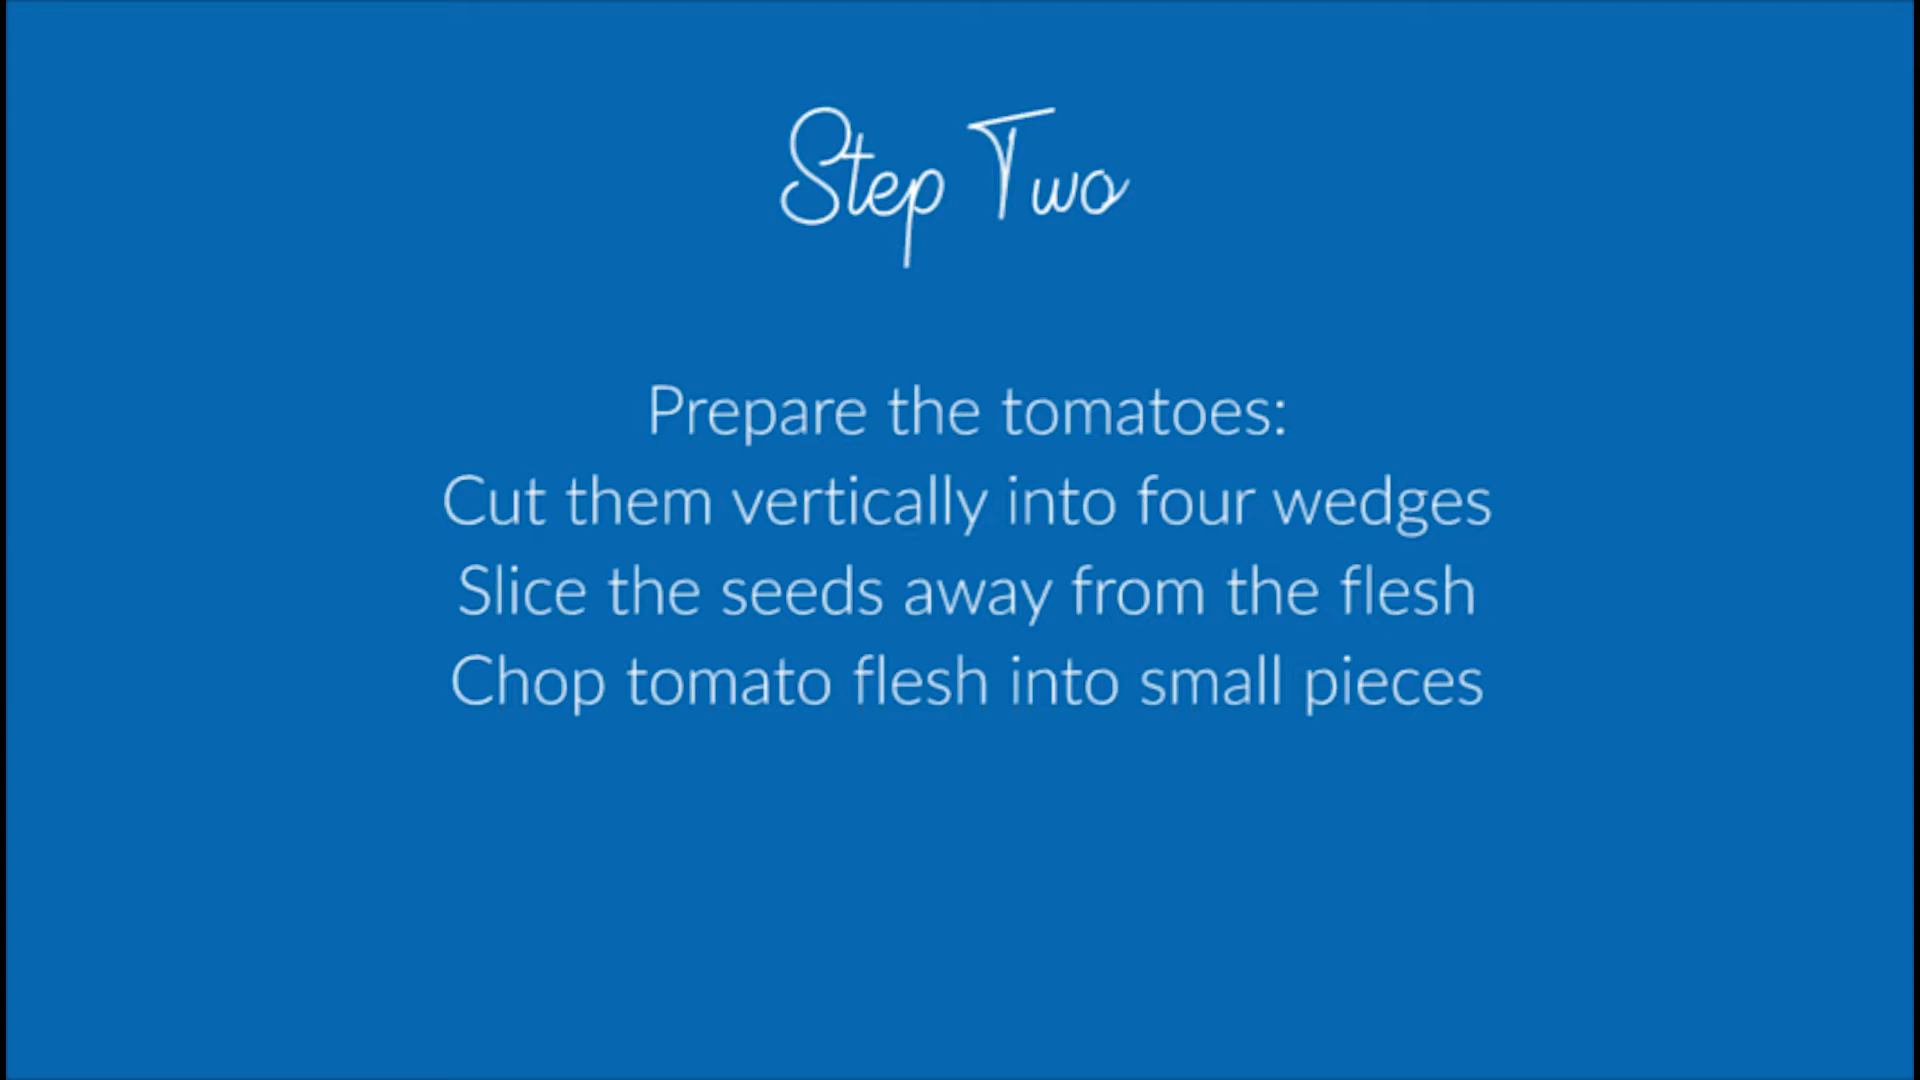 Step Two
Prepare the tomatoes:
Cut them vertically into four wedges
Slice the seeds away from the flesh
Chop tomato flesh into small pieces